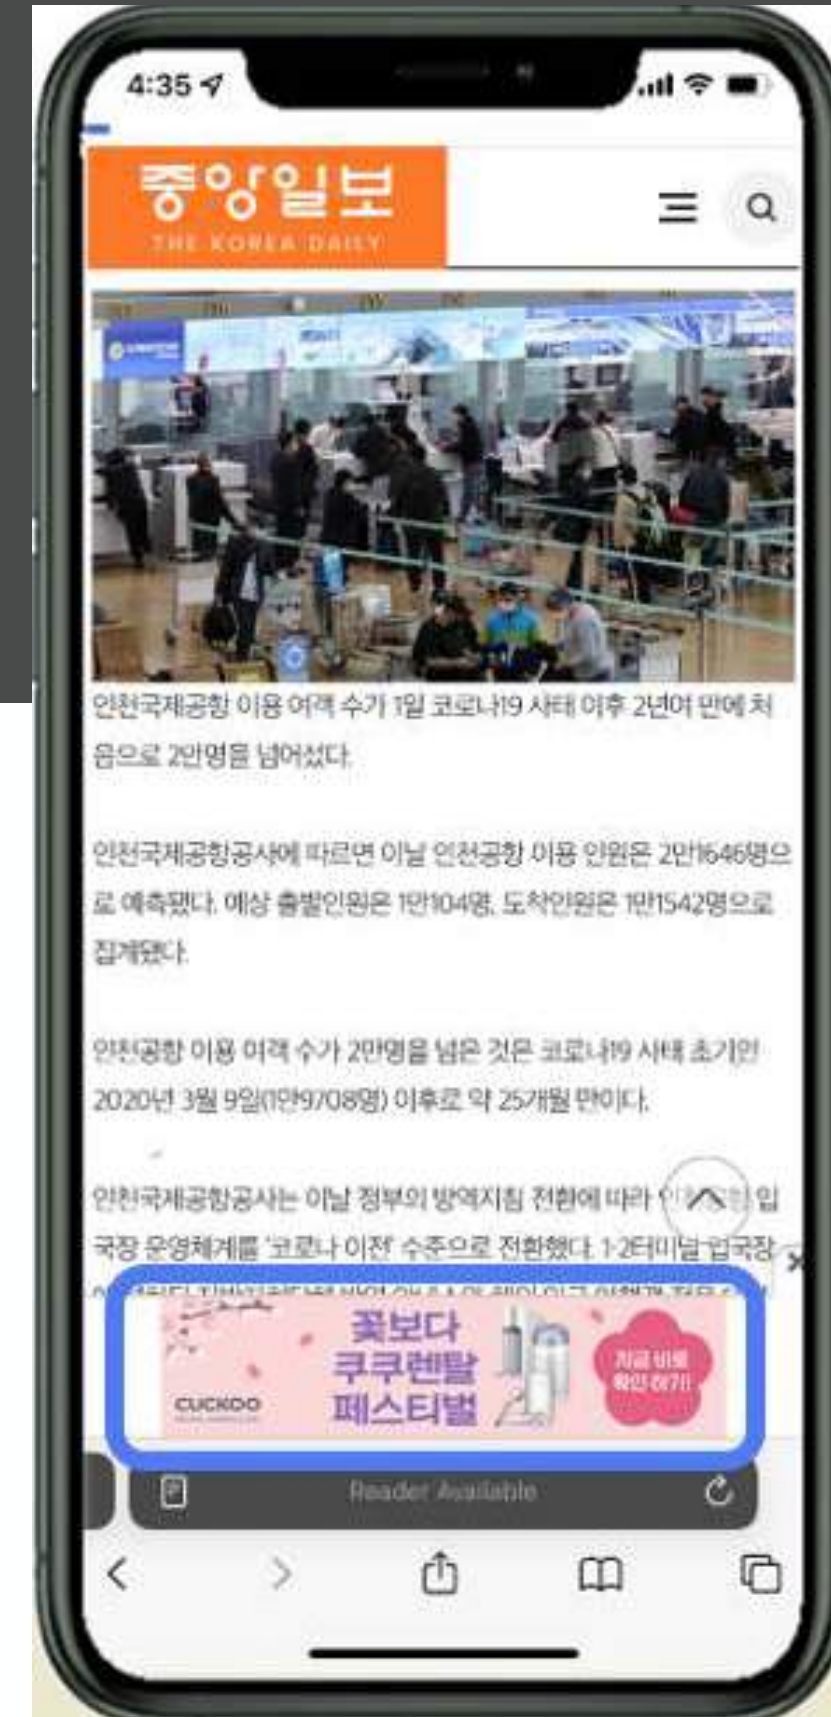 4:35
중앙일보
THE KOREA DAILY
인천국제공항 이용 여객 수가 1일 코로나19 사태 이후 2년여 만에 처
음으로 2만명을 넘어섰다.
인천국제공항공사에 따르면 이날 인천공항 이용 인원은 2만1646명으
로 예측됐다. 예상 출발인원은 1만104명, 도착인원은 1만1542명으로
집계됐다.
인천공항 이용 여객 수가 2만명을 넘은 것은 코로나19 사태 초기인
2020년 3월 9일(1만9708명) 이후로 약 25개월 만이다.
인천국제공항공사는 이날 정부의 방역지침 전환에 따라 입
국장 운영체계를 '코로나 이전' 수준으로 전환했다. 1·2터미널 입국장
꽃보다
쿠쿠렌탈
페스티벌
CUCKOO
지금 바로
확인하기!!
Reader Available